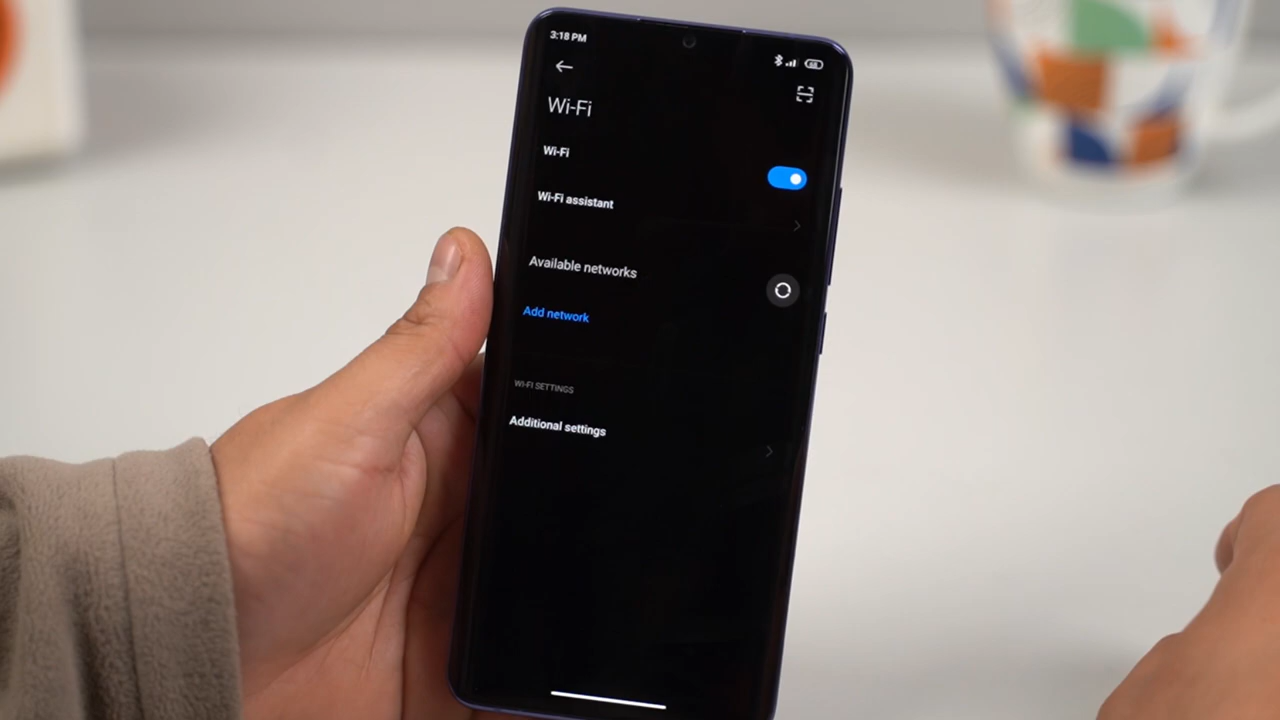 3:18 PM
68
Wi-Fi
Wi-Fi
Wi-Fi assistant
Available networks
Add network
WI-FI SETTINGS
Additional settings